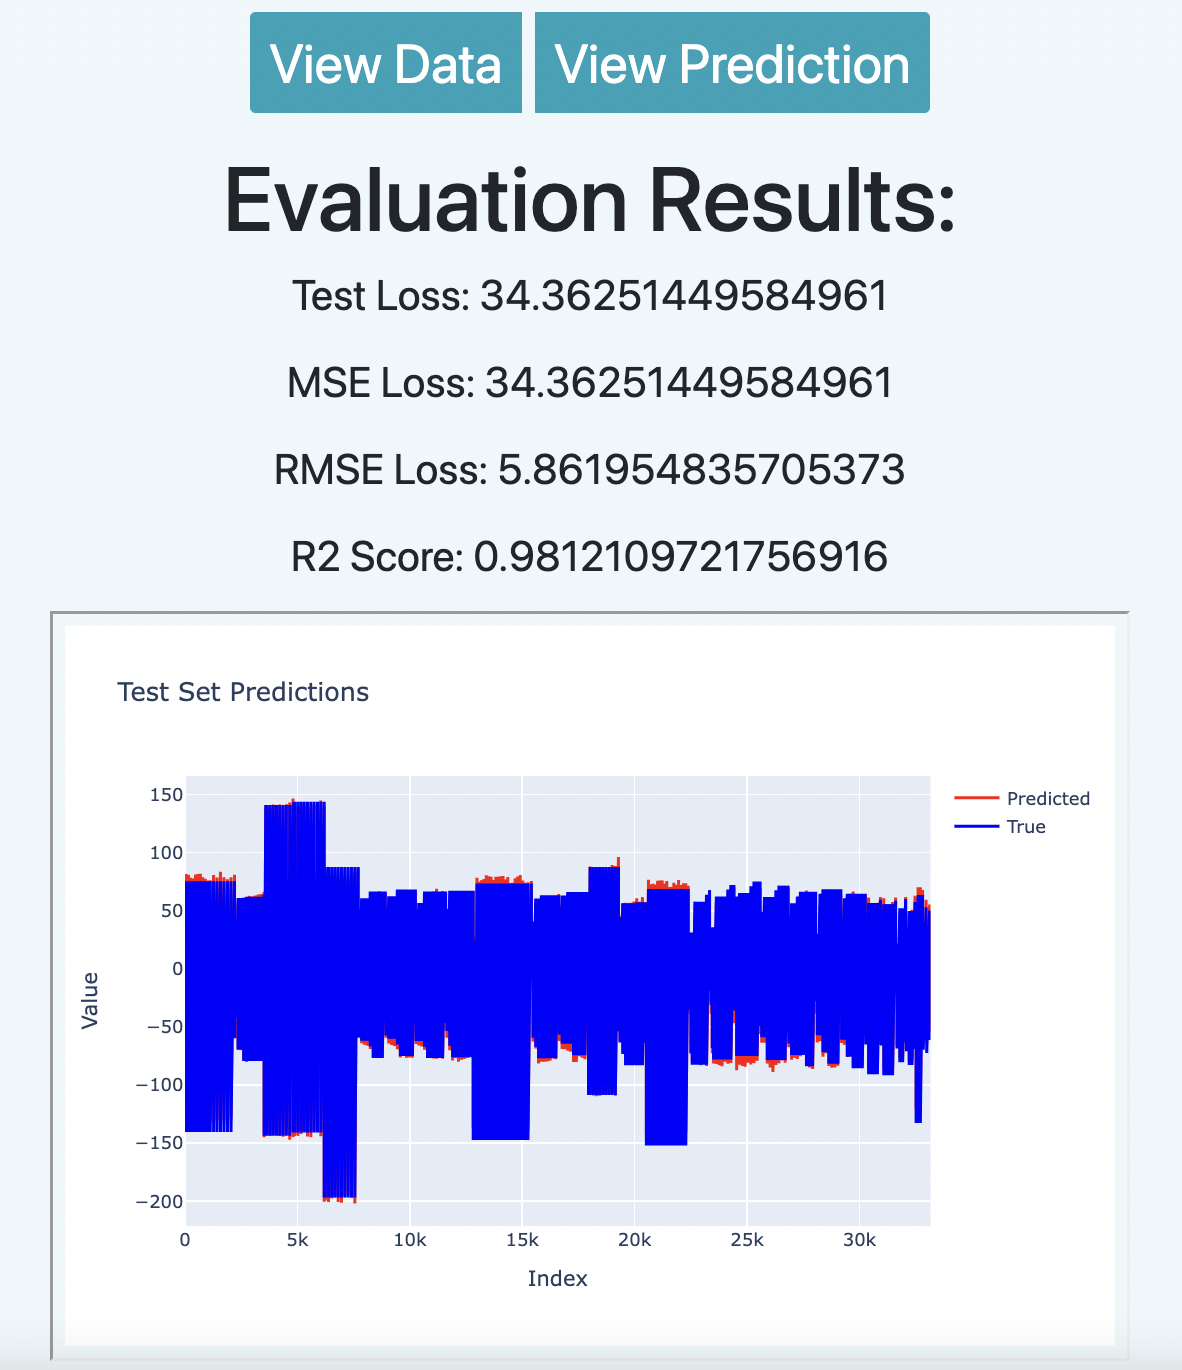 View Data View Prediction
Evaluation Results:
Test Loss: 34.36251449584961
MSE Loss: 34.36251449584961
RMSE Loss: 5.861954835705373
R2 Score: 0.9812109721756916
Test Set Predictions
150
100
50
0
−50
−100
−150
−200
Value
0 5k 10k 15k 20k 25k 30k
Index
Predicted
True